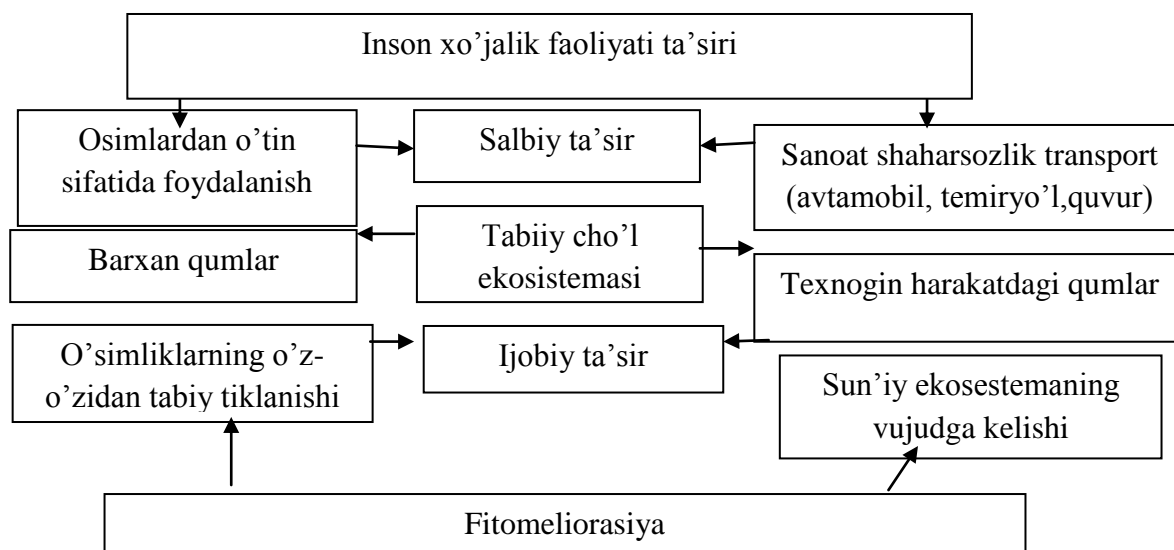 Inson xo’jalik faoliyati ta’siri
Osimlardan o’tin
sifatida foydalanish
Salbiy ta’sir
Sanoat shaharsozlik transport
(avtamobil, temiryo’l,quvur)
Barxan qumlar
Tabiiy cho’l
ekosistemasi
Texnogin harakatdagi qumlar
O’simliklarning o’z-
o’zidan tabiy tiklanishi
Ijobiy ta’sir
Sun’iy ekosestemaning
vujudga kelishi
Fitomeliorasiya